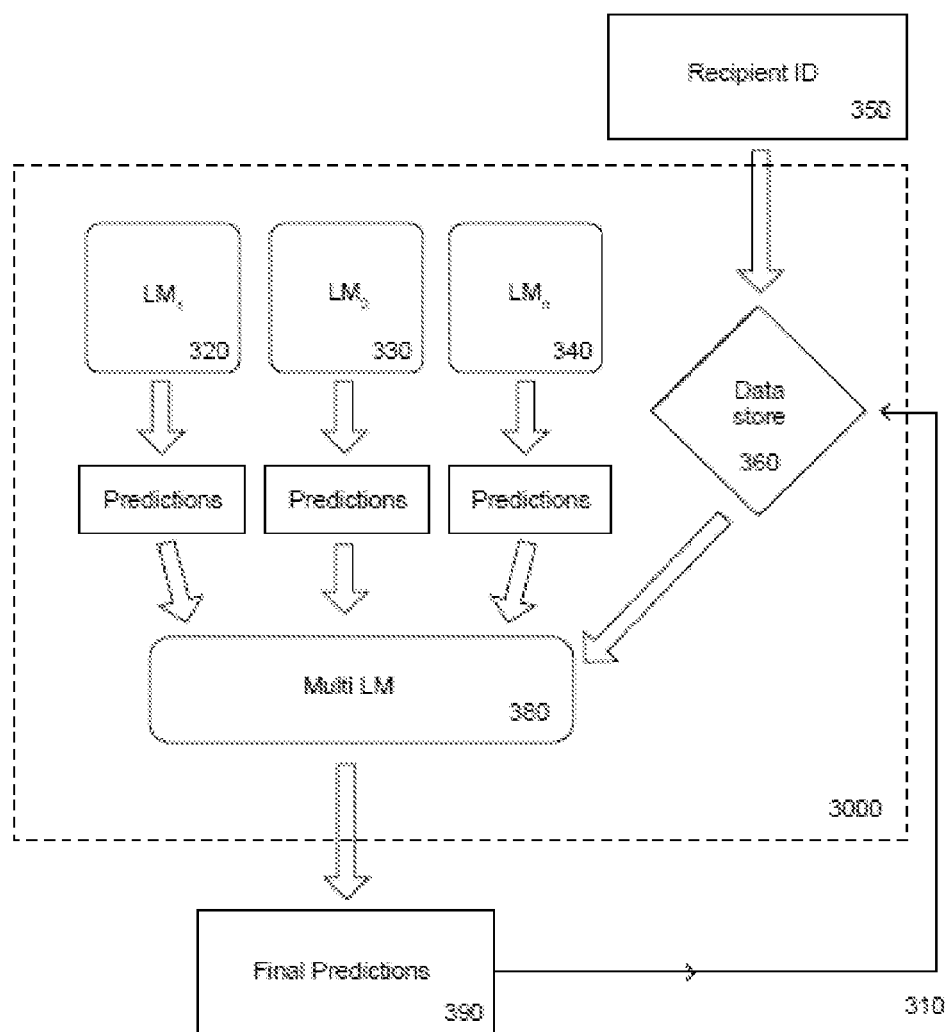 Recipient ID
350
LM
320
LM
330
LM
340
Data
store
360
Predictions
Predictions
Predictions
Multi LM
380
3000
Final Predictions
390
310